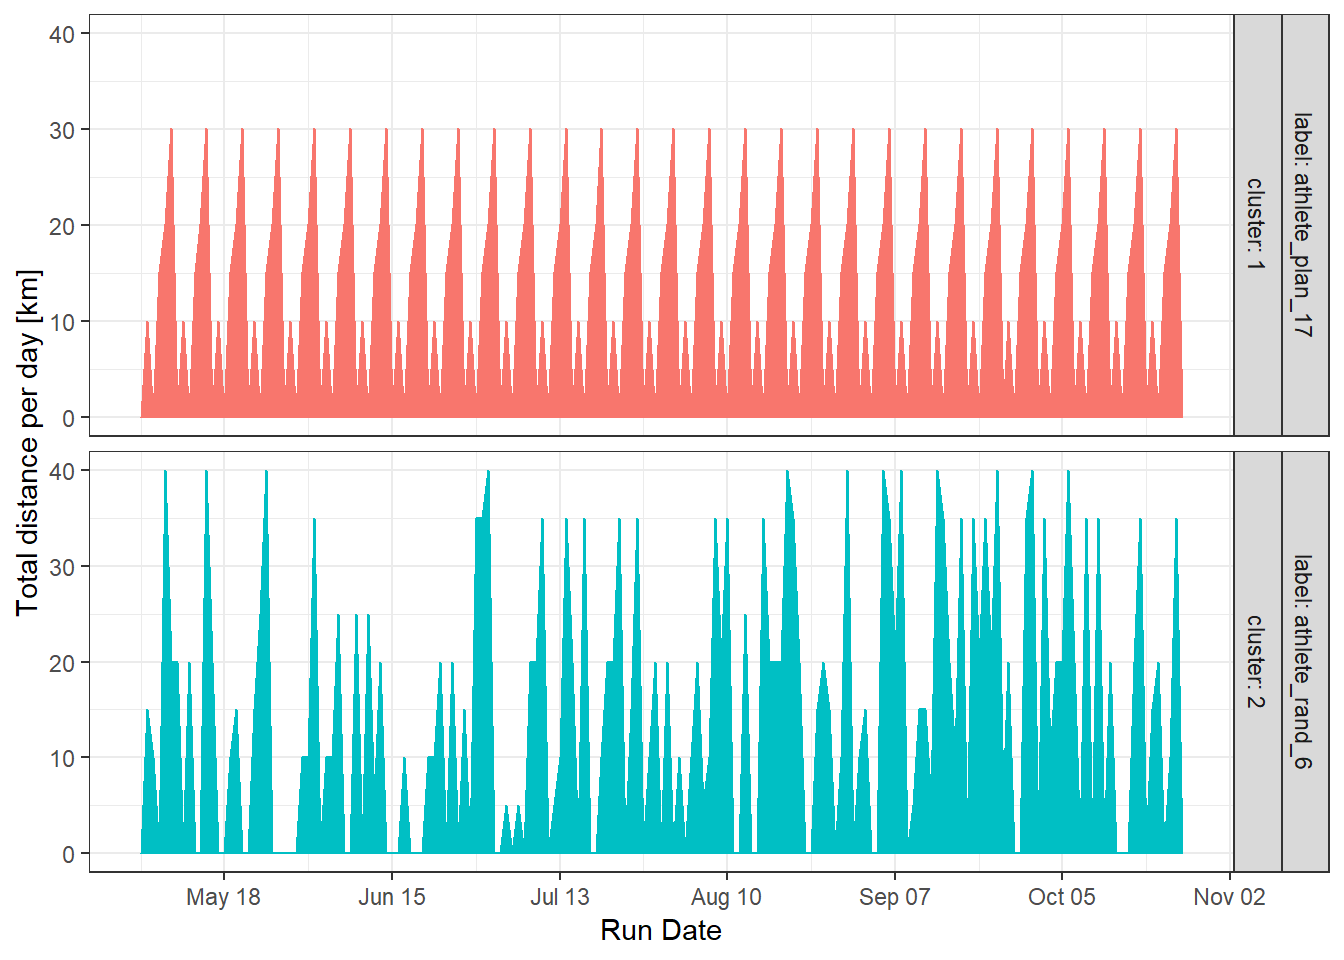 Total distance per day [km]
40
30
20
10
0
cluster: 1
label: athlete_plan_17
40
30
20
10
0
cluster: 2
label: athlete_rand_6
May 18
Jun 15
Jul 13
Aug 10
Sep 07
Oct 05
Nov 02
Run Date